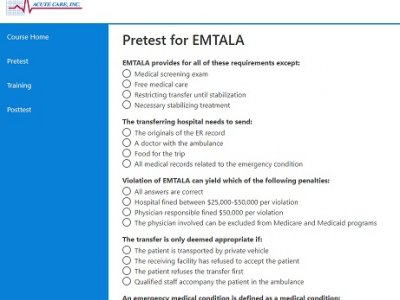 ACUTE CARE, INC.
Course Home
Pretest
Training
Posttest
Pretest for EMTALA
EMTALA provides for all of these requirements except:
Medical screening exam
Free medical care
Restricting transfer until stabilization
Necessary stabilizing treatment
The transferring hospital needs to send:
The originals of the ER record
A doctor with the ambulance
Food for the trip
All medical records related to the emergency condition
Violation of EMTALA can yield which of the following penalties:
All answers are correct
Hospital fined between $25,000-$50,000 per violation
Physician responsible fined $50,000 per violation
The physician involved can be excluded from Medicare and Medicaid programs
The transfer is only deemed appropriate if:
The patient is transported by private vehicle
The receiving facility has refused to accept the patient
The patient refuses the transfer first
Qualified staff accompany the patient in the ambulance
An emergency medical condition is defined as a medical condition: